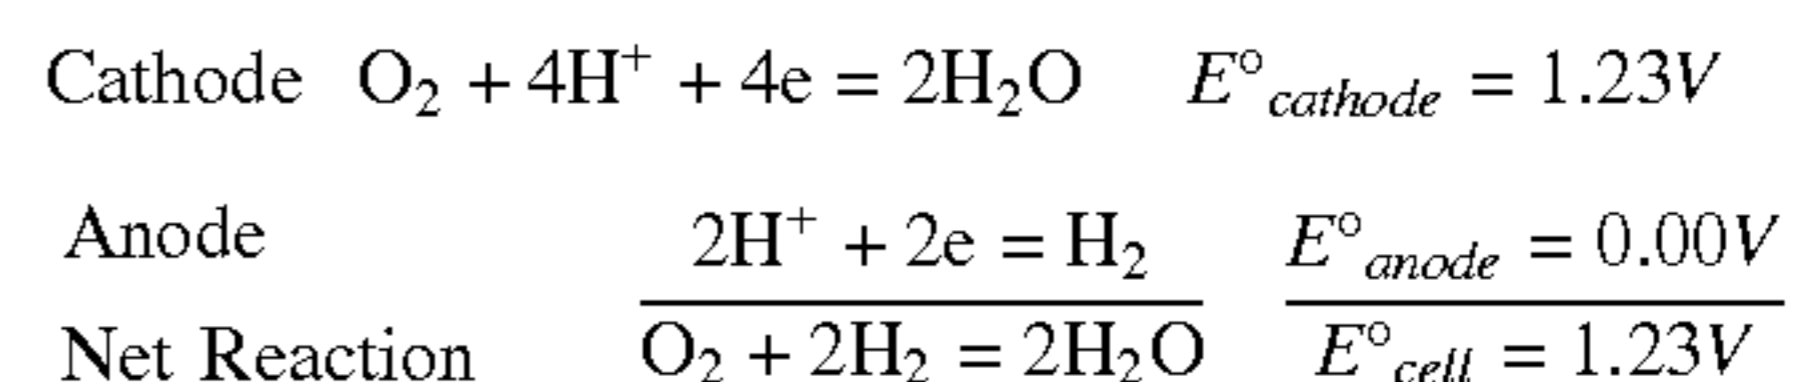 Cathode O₂ + 4H⁺ + 4e = 2H₂O E°cathode = 1.23V
Anode 2H⁺ + 2e = H₂ E°anode = 0.00V
Net Reaction O₂ + 2H₂ = 2H₂O E°cell = 1.23V